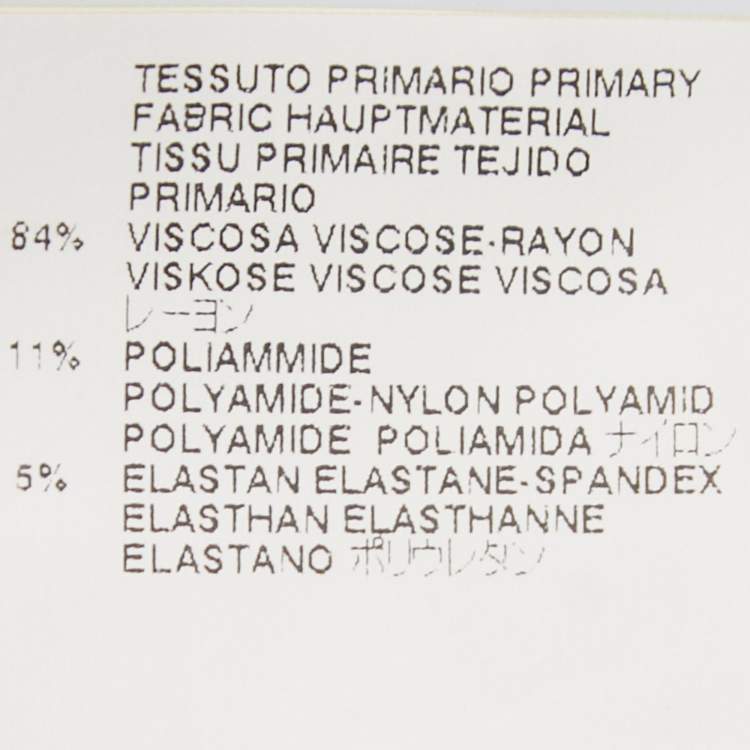 TESSUTO PRIMARIO PRIMARY
FABRIC HAUPTMATERIAL
TISSU PRIMAIRE TEJIDO
PRIMARIO
84% VISCOSA VISCOSE-RAYON
VISKOSE VISCOSE VISCOSA
レーヨン
11% POLIAMMIDE
POLYAMIDE-NYLON POLYAMID
POLYAMIDE POLIAMIDA ナイロン
5% ELASTAN ELASTANE-SPANDEX
ELASTHAN ELASTHANNE
ELASTANO ポリウレタン